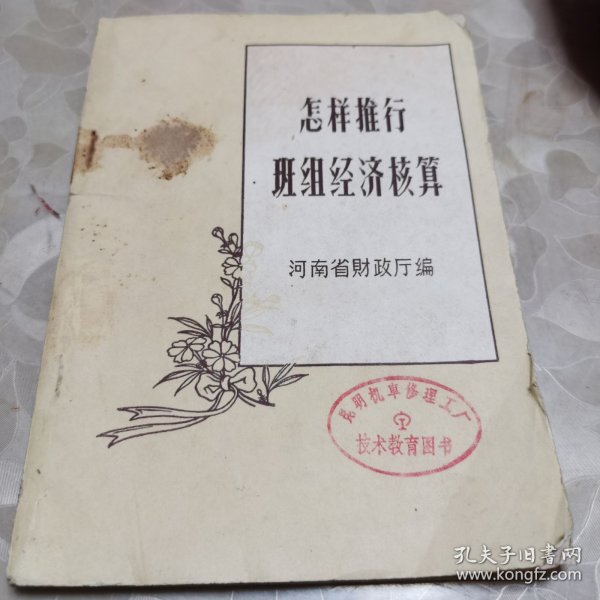 怎样推行
班组经济核算
河南省財政厅编
昆明机車修理工厂
技术教育图书
孔夫子旧书网
www.kongfz.com